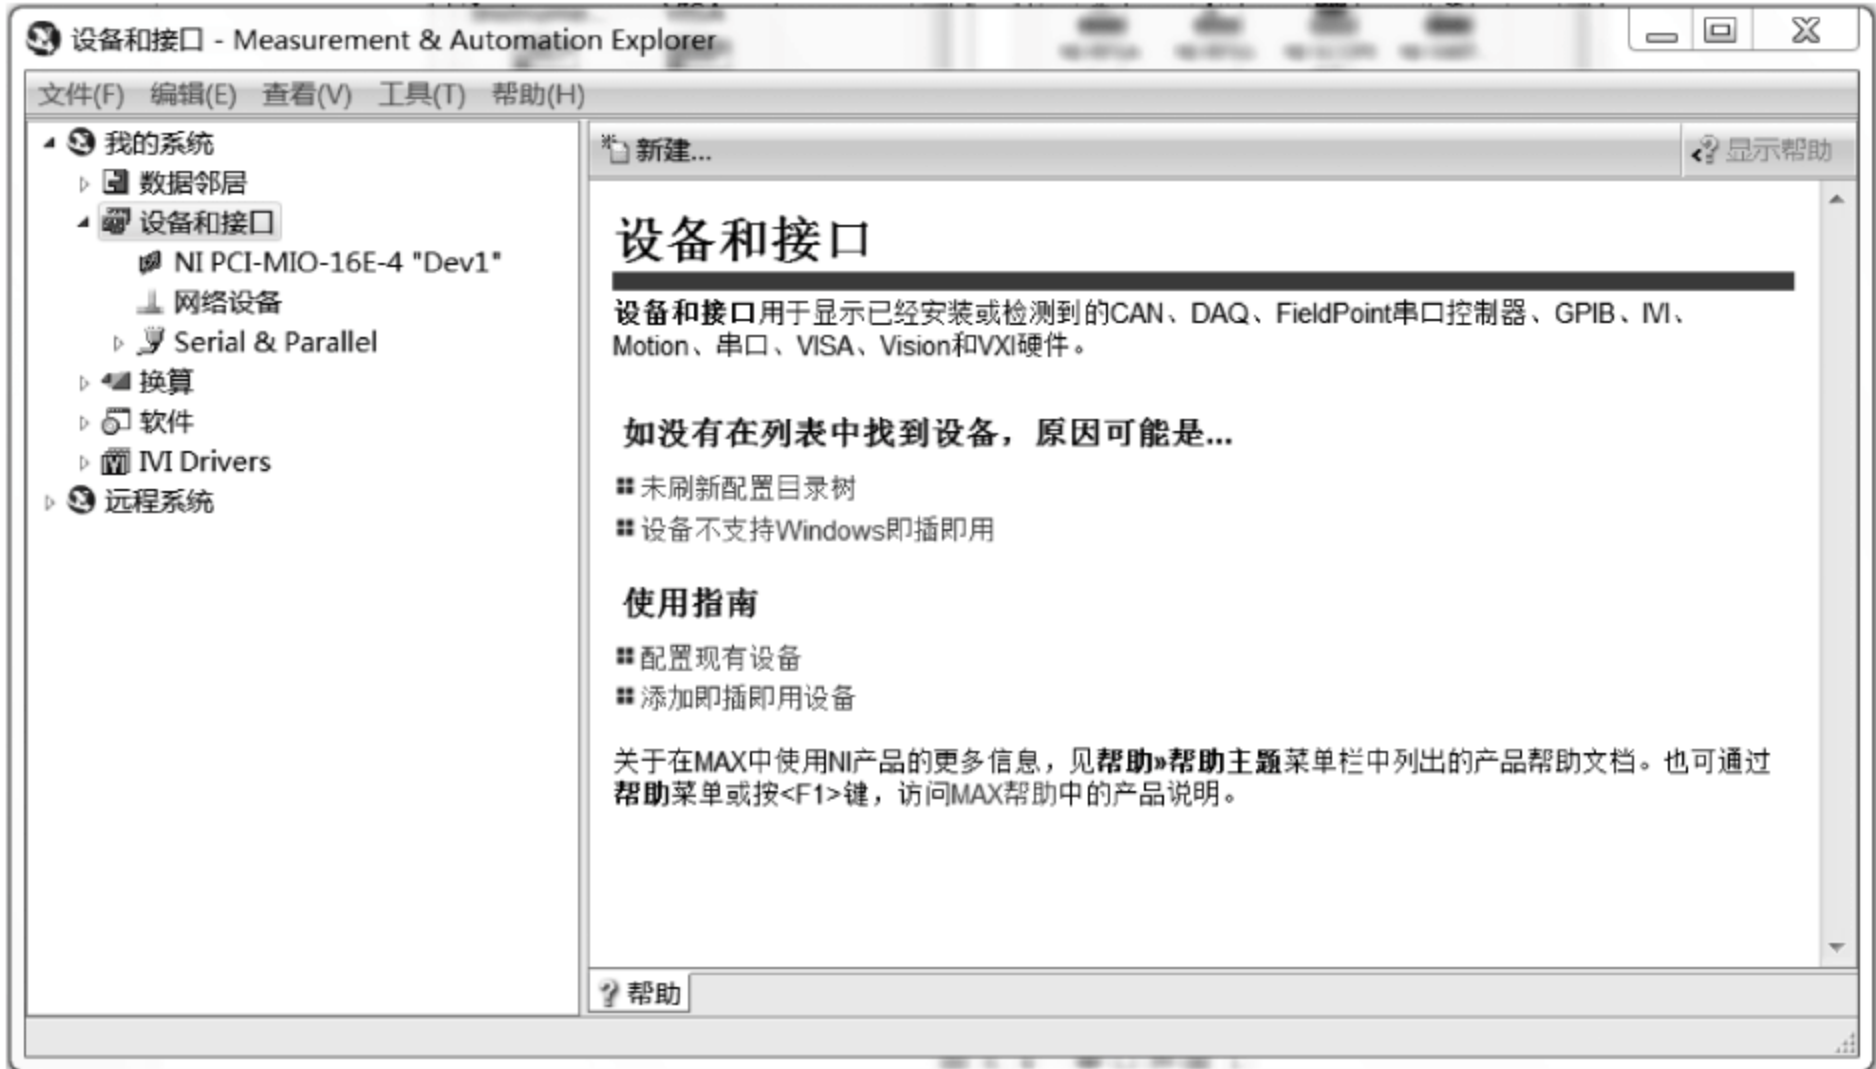 设备和接口 - Measurement & Automation Explorer
文件(F) 编辑(E) 查看(V) 工具(T) 帮助(H)
我的系统
数据邻居
设备和接口
NI PCI-MIO-16E-4 "Dev1"
网络设备
Serial & Parallel
换算
软件
IVI Drivers
远程系统
新建...
显示帮助
设备和接口
设备和接口用于显示已经安装或检测到的CAN、DAQ、FieldPoint串口控制器、GPIB、IVI、
Motion、串口、VISA、Vision和VXI硬件。
如没有在列表中找到设备，原因可能是...
未刷新配置目录树
设备不支持Windows即插即用
使用指南
配置现有设备
添加即插即用设备
关于在MAX中使用NI产品的更多信息，见帮助»帮助主题菜单栏中列出的产品帮助文档。也可通过
帮助菜单或按<F1>键，访问MAX帮助中的产品说明。
帮助